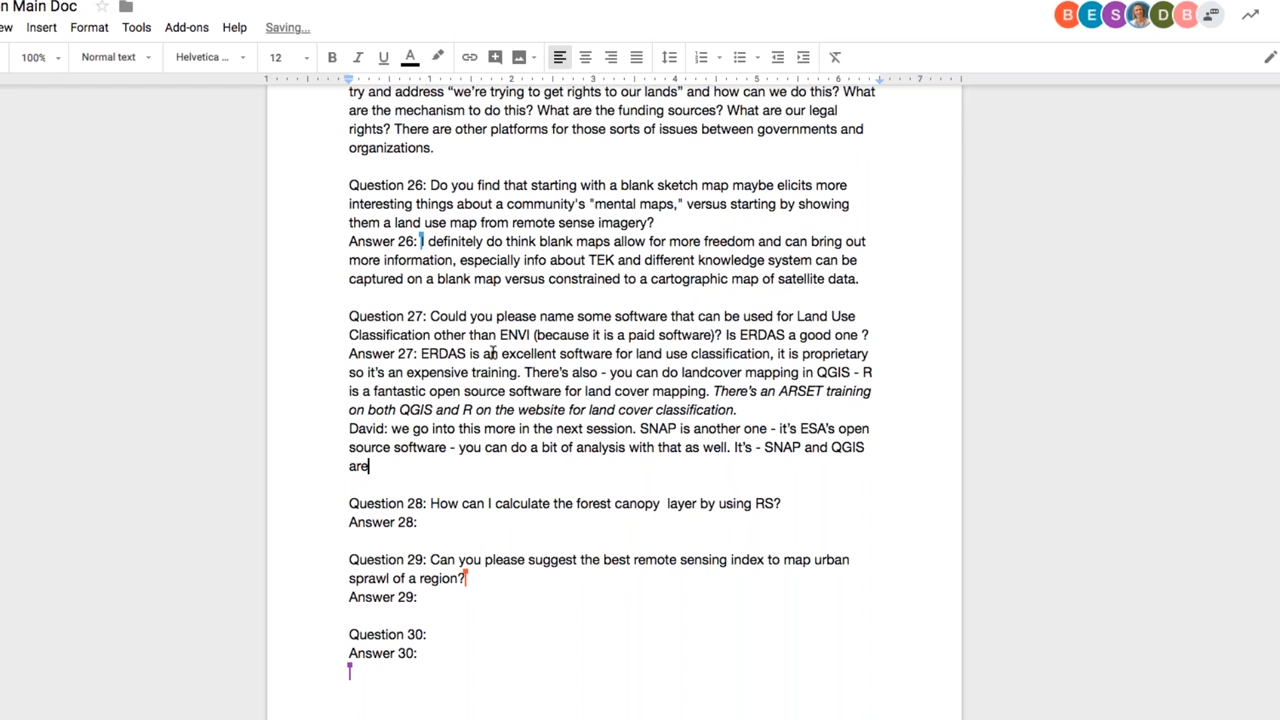 n Main Doc
ew Insert Format Tools Add-ons Help Saving...
B E S D B
100% Normal text Helvetica ... 12 B I U A
1 1 2 3 4 5 6 7
try and address “we’re trying to get rights to our lands” and how can we do this? What
are the mechanism to do this? What are the funding sources? What are our legal
rights? There are other platforms for those sorts of issues between governments and
organizations.
Question 26: Do you find that starting with a blank sketch map maybe elicits more
interesting things about a community's "mental maps," versus starting by showing
them a land use map from remote sense imagery?
Answer 26: I definitely do think blank maps allow for more freedom and can bring out
more information, especially info about TEK and different knowledge system can be
captured on a blank map versus constrained to a cartographic map of satellite data.
Question 27: Could you please name some software that can be used for Land Use
Classification other than ENVI (because it is a paid software)? Is ERDAS a good one ?
Answer 27: ERDAS is an excellent software for land use classification, it is proprietary
so it’s an expensive training. There’s also - you can do landcover mapping in QGIS - R
is a fantastic open source software for land cover mapping. There’s an ARSET training
on both QGIS and R on the website for land cover classification.
David: we go into this more in the next session. SNAP is another one - it’s ESA’s open
source software - you can do a bit of analysis with that as well. It’s - SNAP and QGIS
are
Question 28: How can I calculate the forest canopy  layer by using RS?
Answer 28:
Question 29: Can you please suggest the best remote sensing index to map urban
sprawl of a region?
Answer 29:
Question 30:
Answer 30: